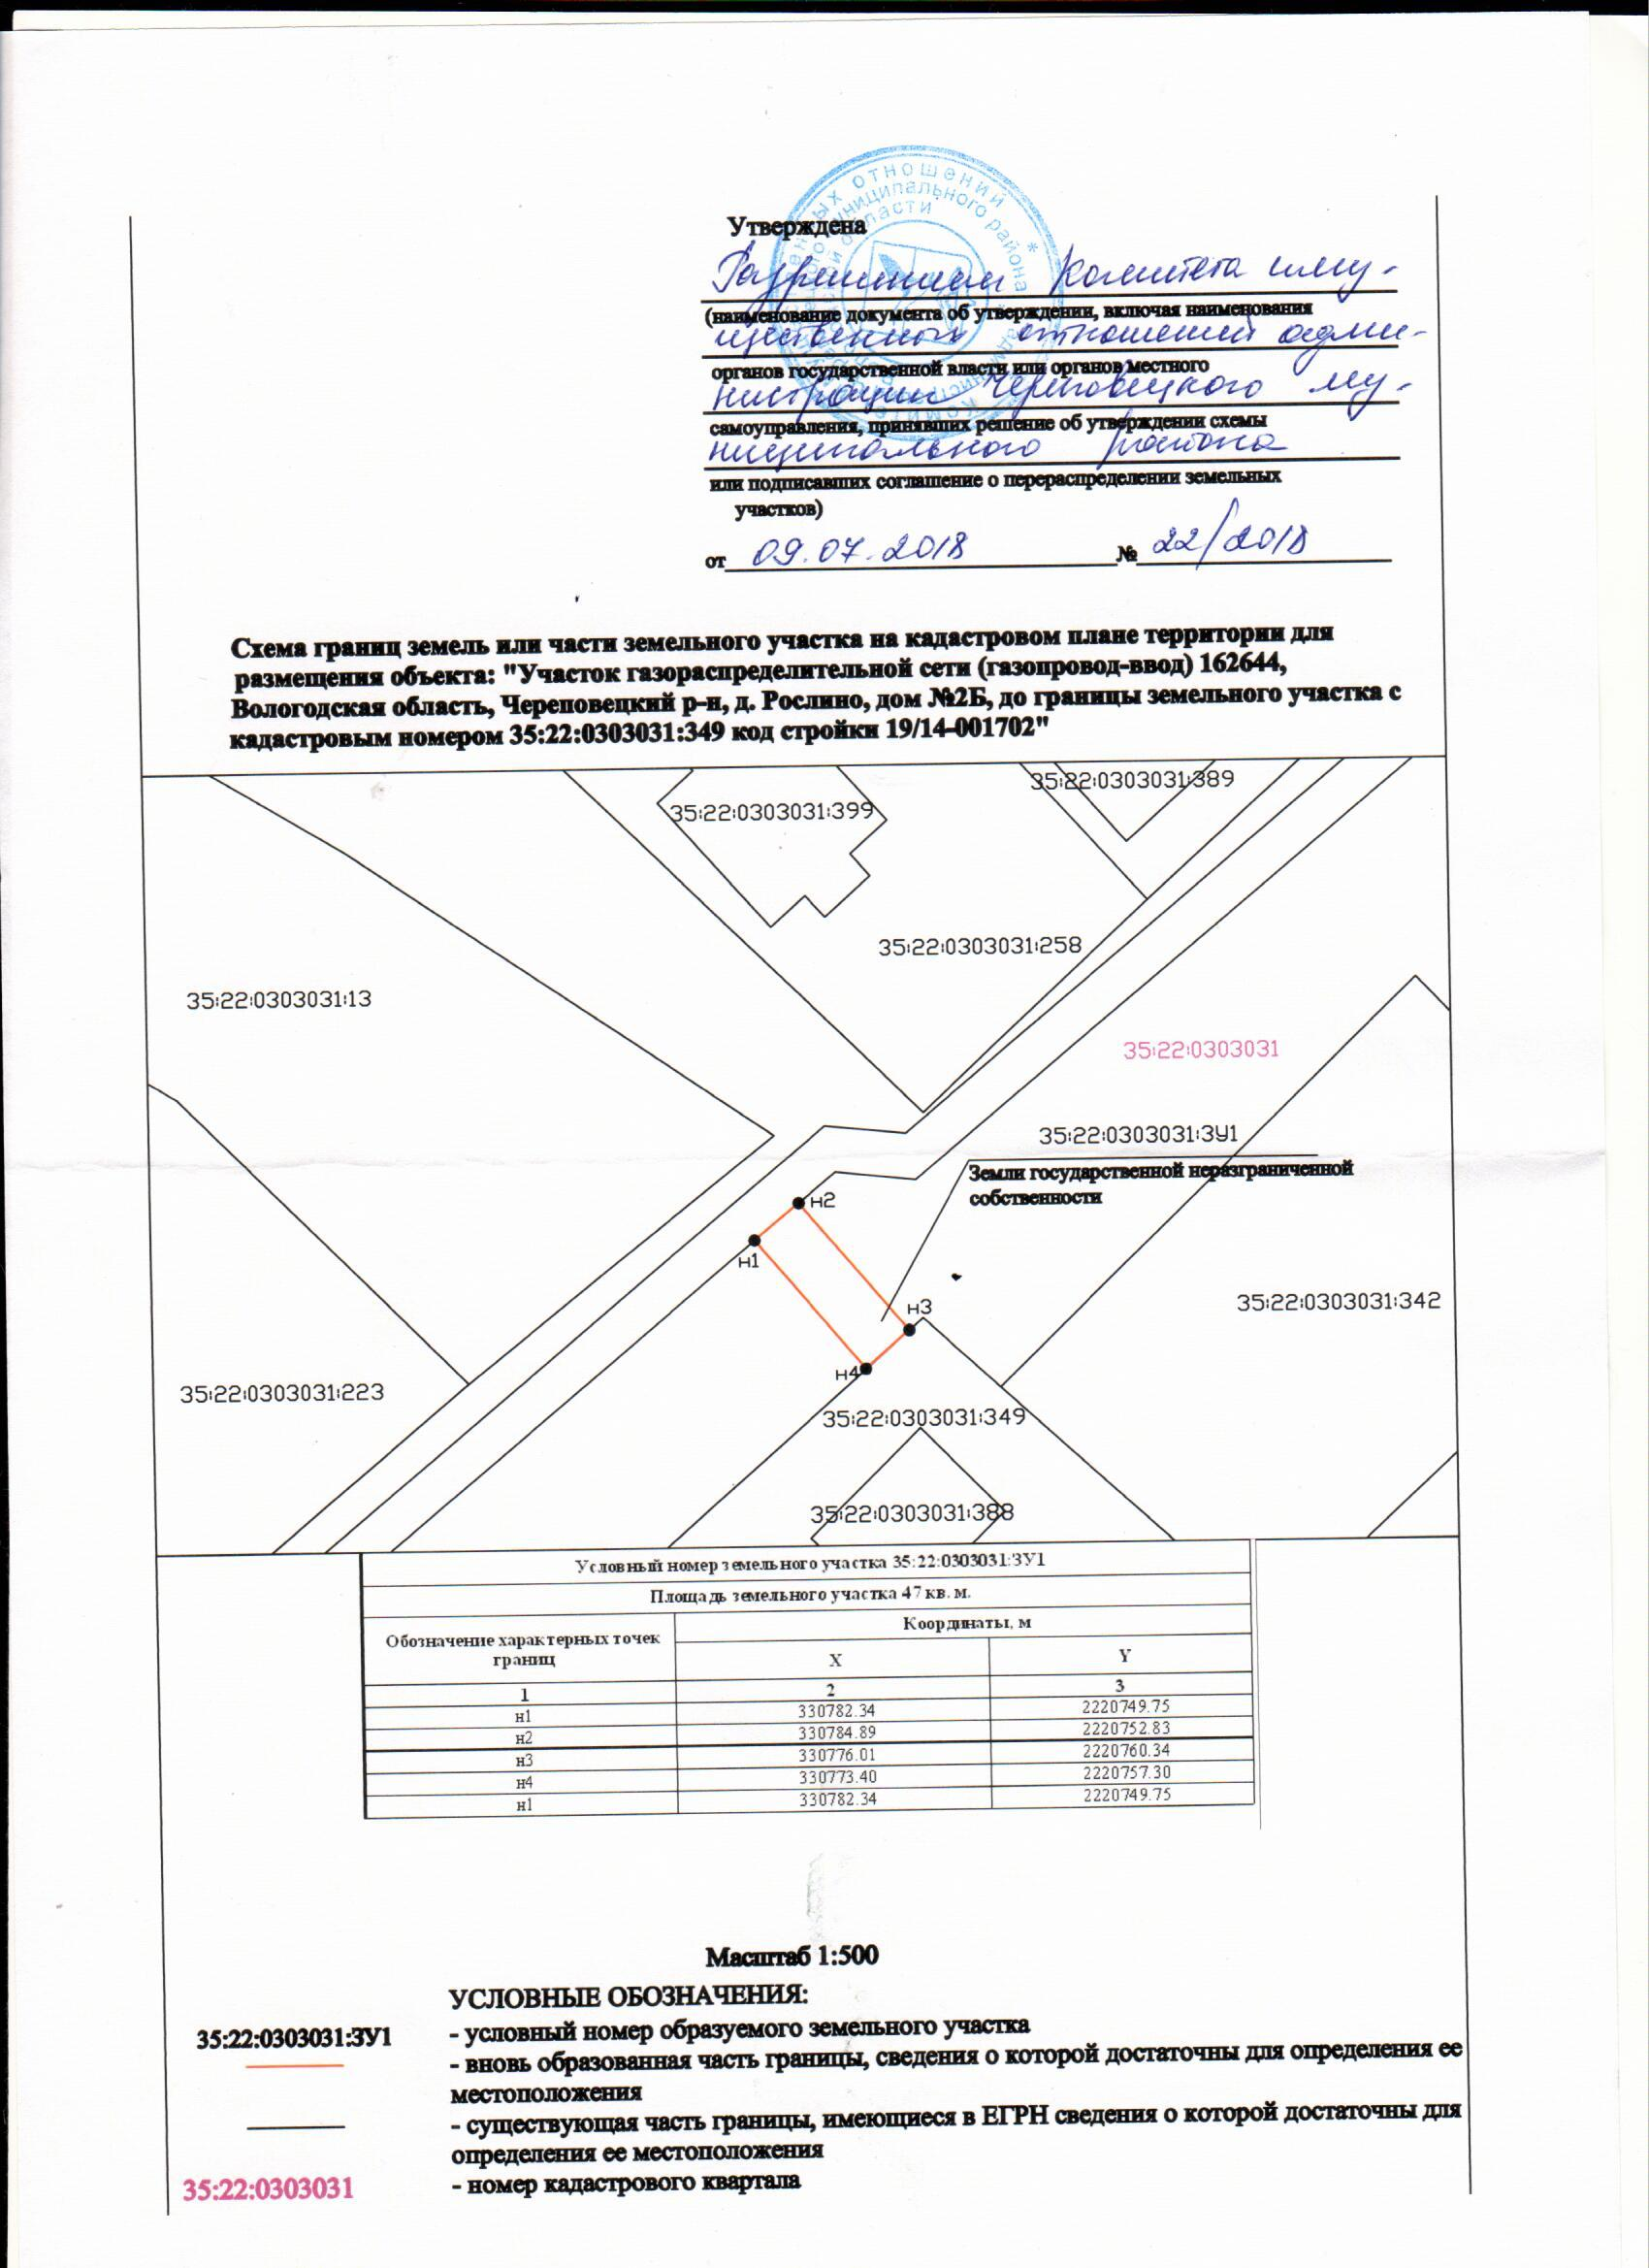 Утверждена
Разрешением Комитета иму-
(наименование документа об утверждении, включая наименования
щественных отношений адми-
органов государственной власти или органов местного
нистрации Череповецкого му-
самоуправления, принявших решение об утверждении схемы
ниципального района
или подписавших соглашение о перераспределении земельных
участков)
от 09.07.2018 № 22/2018
Схема границ земель или части земельного участка на кадастровом плане территории для
размещения объекта: "Участок газораспределительной сети (газопровод-ввод) 162644,
Вологодская область, Череповецкий р-н, д. Рослино, дом №2Б, до границы земельного участка с
кадастровым номером 35:22:0303031:349 код стройки 19/14-001702"
35:22:0303031:389
35:22:0303031:399
35:22:0303031:258
35:22:0303031:13
35:22:0303031
35:22:0303031:ЗУ1
Земли государственной неразграниченной
собственности
н2
н1
н3
35:22:0303031:342
н4
35:22:0303031:223
35:22:0303031:349
35:22:0303031:388
Условный номер земельного участка 35:22:0303031:ЗУ1
Площадь земельного участка 47 кв. м.
Обозначение характерных точек
границ
Координаты, м
X Y
1 2 3
н1 330782.34 2220749.75
н2 330784.89 2220752.83
н3 330776.01 2220760.34
н4 330773.40 2220757.30
н1 330782.34 2220749.75
Масштаб 1:500
УСЛОВНЫЕ ОБОЗНАЧЕНИЯ:
35:22:0303031:ЗУ1 - условный номер образуемого земельного участка
- вновь образованная часть границы, сведения о которой достаточны для определения ее
местоположения
- существующая часть границы, имеющиеся в ЕГРН сведения о которой достаточны для
определения ее местоположения
35:22:0303031 - номер кадастрового квартала